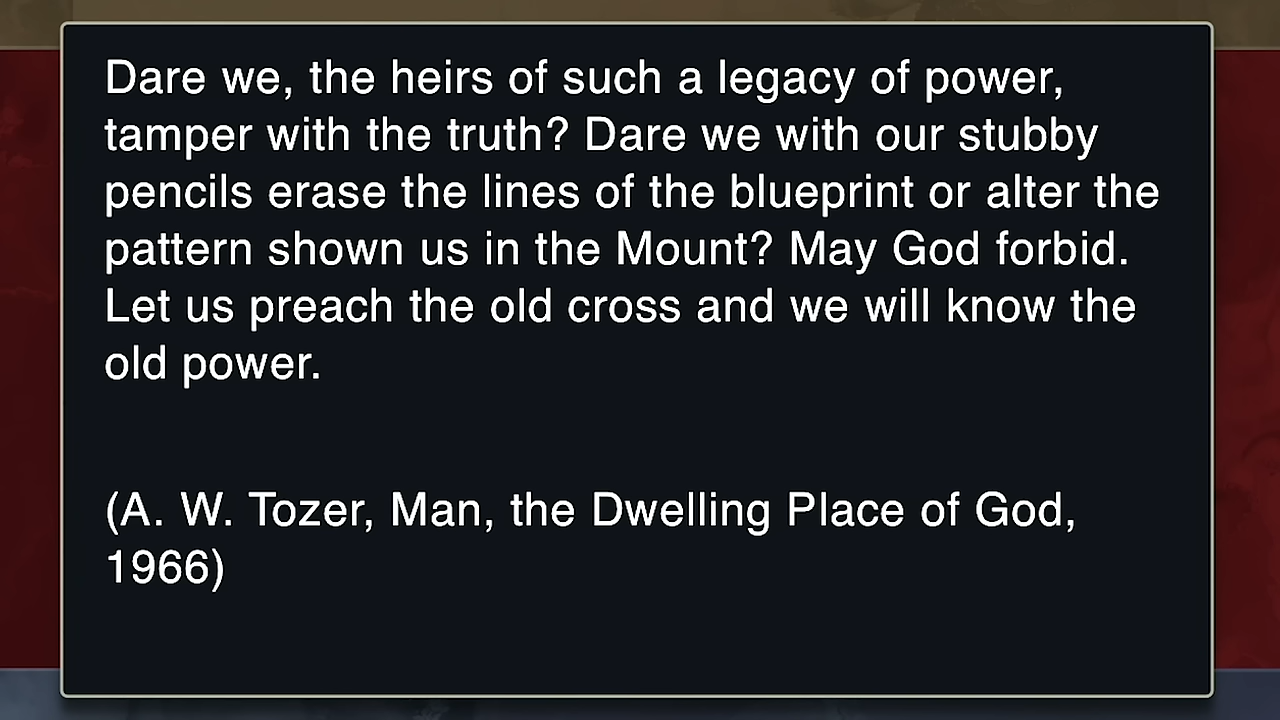 Dare we, the heirs of such a legacy of power,
tamper with the truth? Dare we with our stubby
pencils erase the lines of the blueprint or alter the
pattern shown us in the Mount? May God forbid.
Let us preach the old cross and we will know the
old power.
(A. W. Tozer, Man, the Dwelling Place of God,
1966)